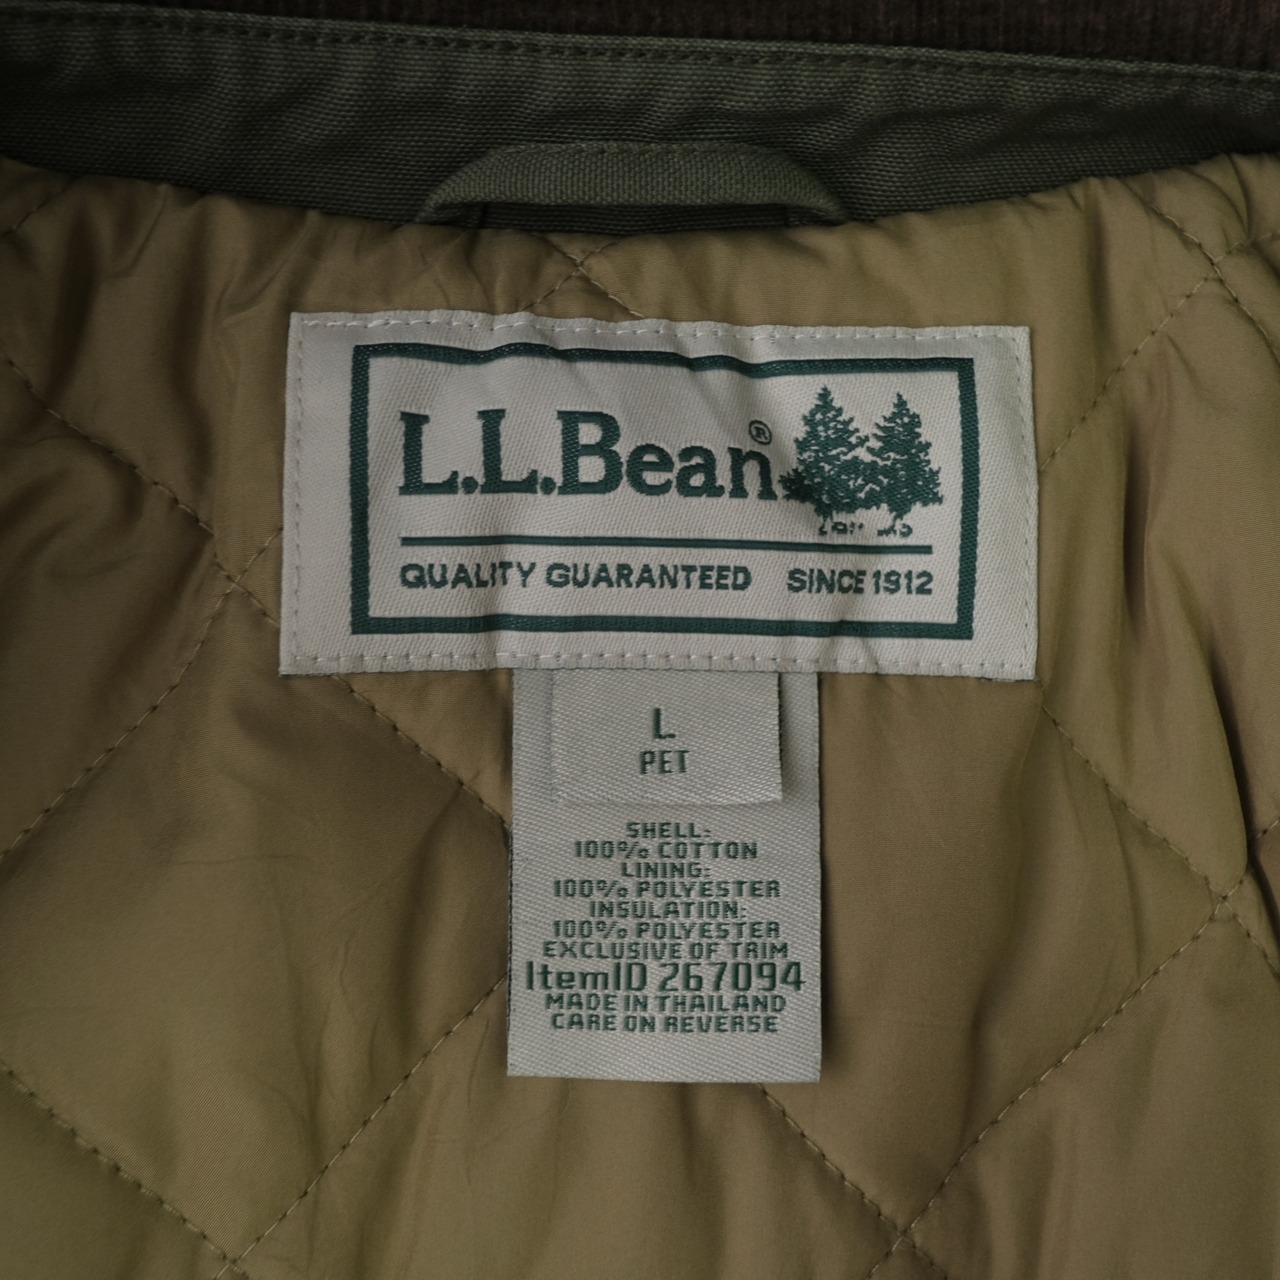 L.L.Bean®
QUALITY GUARANTEED SINCE 1912
L
PET
SHELL:
100% COTTON
LINING:
100% POLYESTER
INSULATION:
100% POLYESTER
EXCLUSIVE OF TRIM
ItemID 267094
MADE IN THAILAND
CARE ON REVERSE